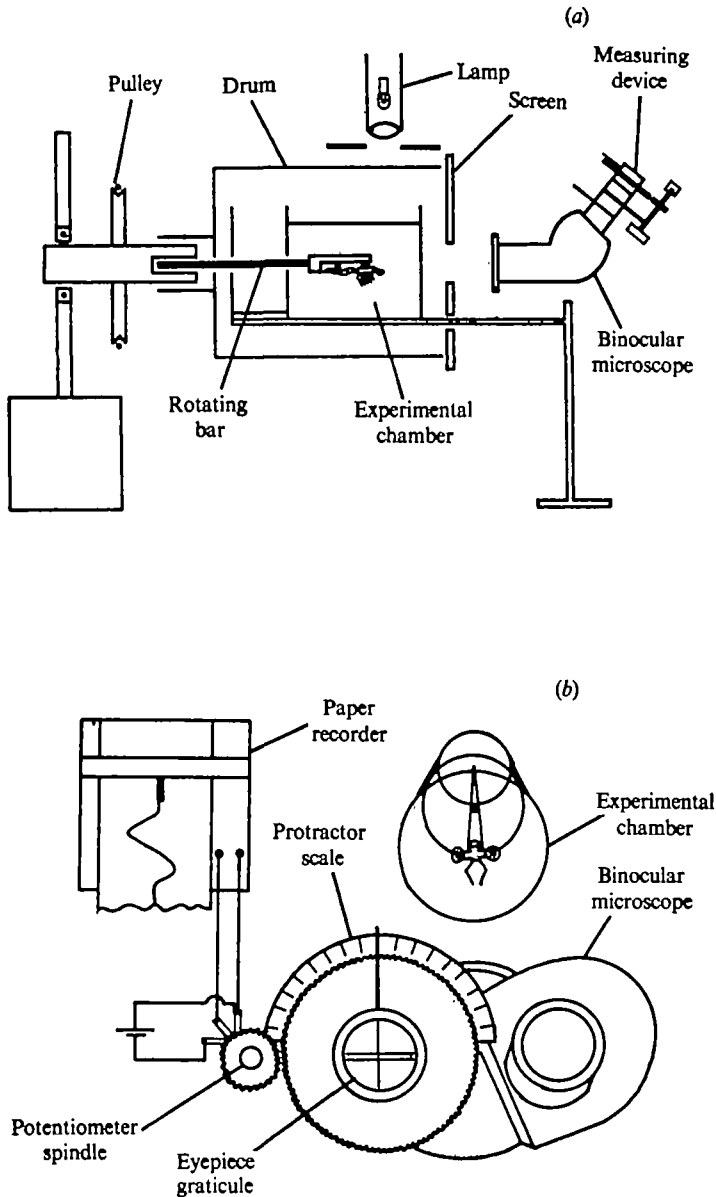 (a)
Pulley
Drum
Lamp
Screen
Measuring
device
Rotating
bar
Experimental
chamber
Binocular
microscope
(b)
Paper
recorder
Protractor
scale
Experimental
chamber
Binocular
microscope
Potentiometer
spindle
Eyepiece
graticule